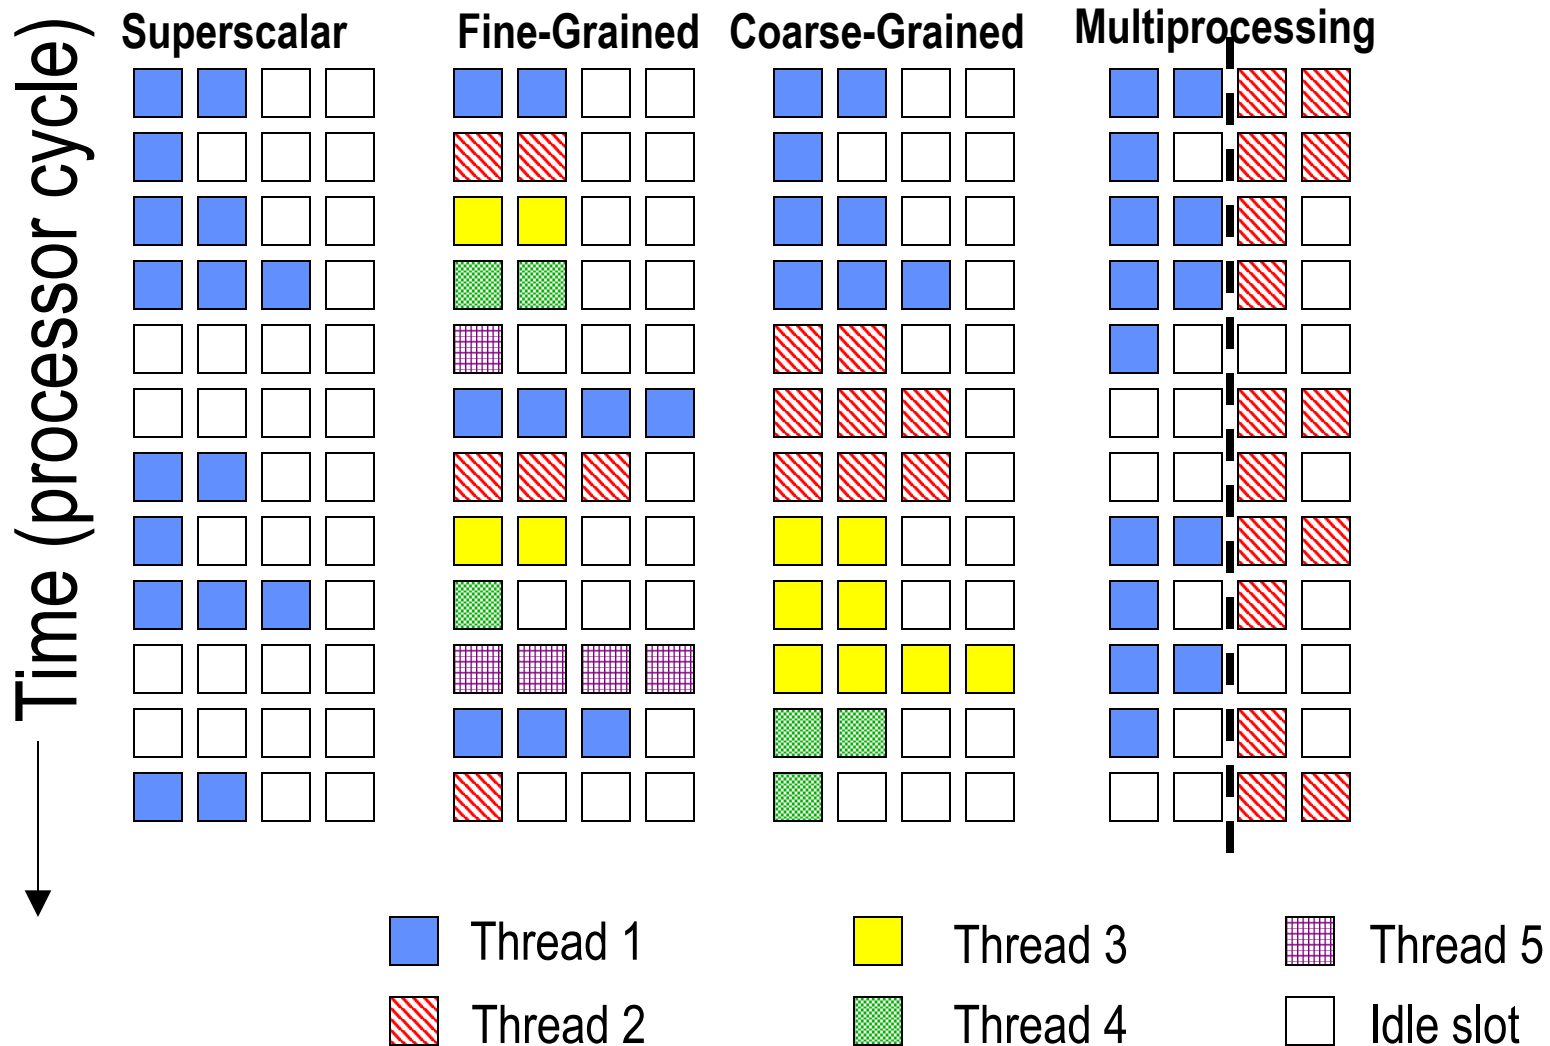 Time (processor cycle)
Superscalar
Fine-Grained
Coarse-Grained
Multiprocessing
Thread 1
Thread 3
Thread 5
Thread 2
Thread 4
Idle slot